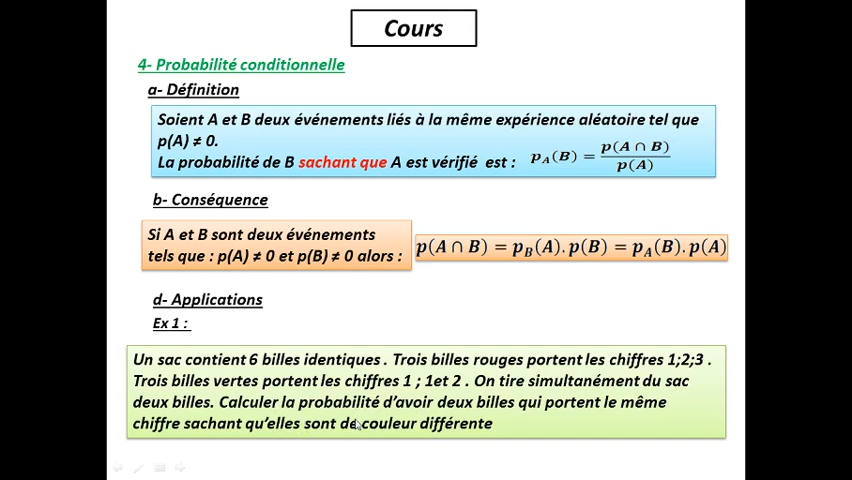 Cours
4- Probabilité conditionnelle
a- Définition
Soient A et B deux événements liés à la même expérience aléatoire tel que
p(A) ≠ 0.
La probabilité de B sachant que A est vérifié est : p_A(B) = p(A ∩ B) / p(A)
b- Conséquence
Si A et B sont deux événements
tels que : p(A) ≠ 0 et p(B) ≠ 0 alors :
p(A ∩ B) = p_B(A). p(B) = p_A(B). p(A)
d- Applications
Ex 1 :
Un sac contient 6 billes identiques . Trois billes rouges portent les chiffres 1;2;3 .
Trois billes vertes portent les chiffres 1 ; 1et 2 . On tire simultanément du sac
deux billes. Calculer la probabilité d'avoir deux billes qui portent le même
chiffre sachant qu'elles sont de couleur différente